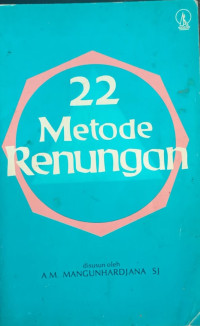 22
Metode
Renungan
disusun oleh
A.M. MANGUNHARDJANA SJ